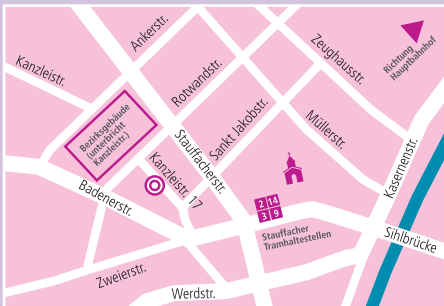 Ankerstr.
Zeughausstr.
Richtung
Hauptbahnhof
Kanzleistr.
Rotwandstr.
Bezirksgebäude
(unterbricht
Kanzleistr.)
Sankt Jakobstr.
Müllerstr.
Stauffacherstr.
Kanzleistr. 17
Kasernenstr.
Badenerstr.
2 14
3 9
Stauffacher
Tramhaltestellen
Sihlbrücke
Zweierstr.
Werdstr.